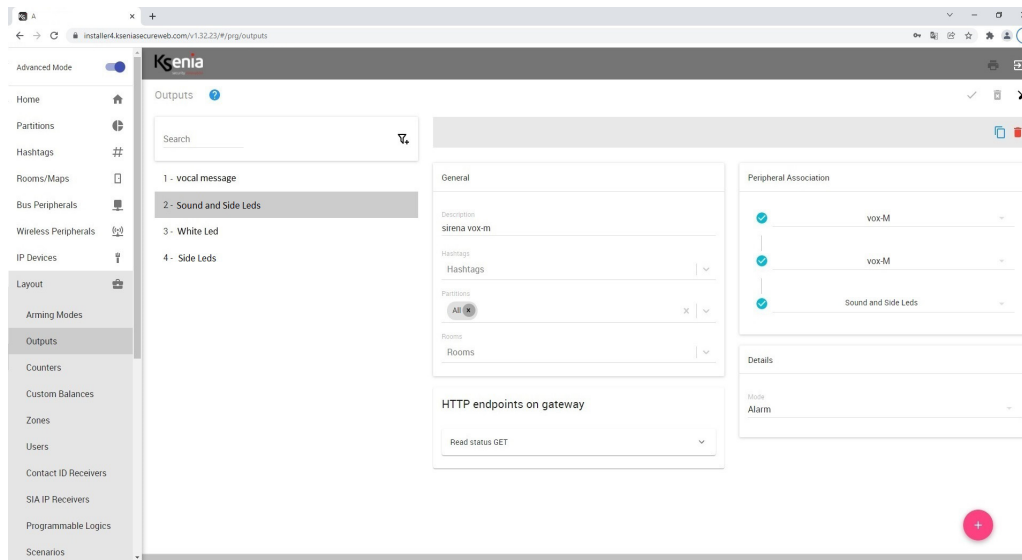 A
installer4.kseniasecureweb.com/v1.32.23/#/prg/outputs
Advanced Mode
Ksenia
Home
Partitions
Hashtags
Rooms/Maps
Bus Peripherals
Wireless Peripherals
IP Devices
Layout
Arming Modes
Outputs
Counters
Custom Balances
Zones
Users
Contact ID Receivers
SIA IP Receivers
Programmable Logics
Scenarios
Outputs
Search
1 - vocal message
2 - Sound and Side Leds
3 - White Led
4 - Side Leds
General
Description
sirena vox-m
Hashtags
Hashtags
Partitions
All
Rooms
Rooms
HTTP endpoints on gateway
Read status GET
Peripheral Association
vox-M
vox-M
Sound and Side Leds
Details
Mode
Alarm